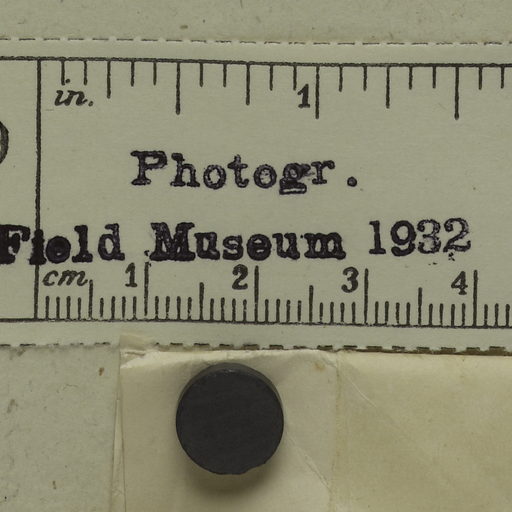 in. 1
Photogr.
Field Museum 1932
cm. 1 2 3 4